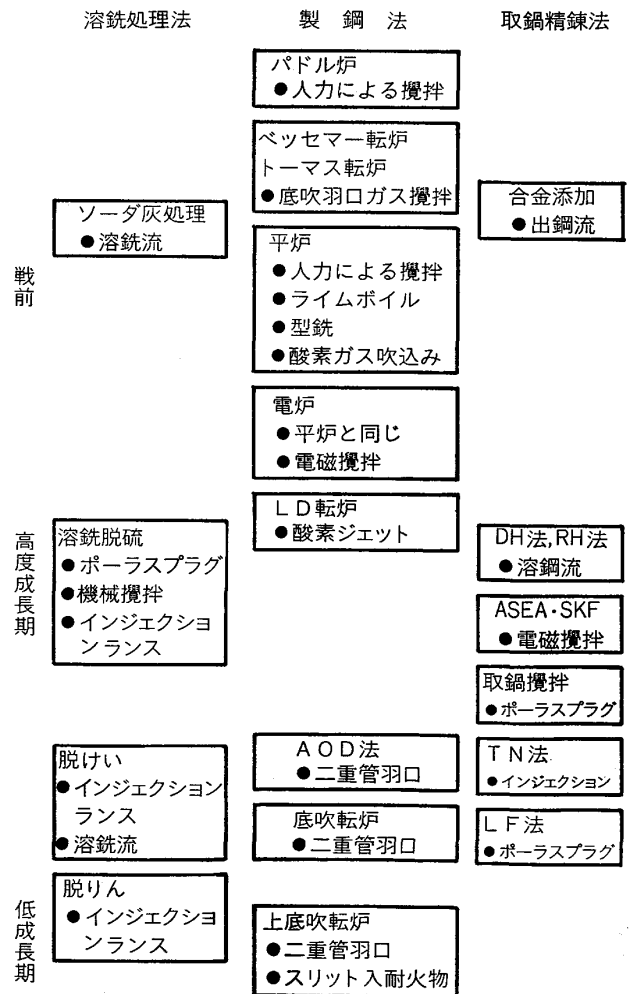 溶銑処理法
製鋼法
取鍋精錬法
戦前
高度成長期
低成長期
ソーダ灰処理
●溶銑流
溶銑脱硫
●ポーラスプラグ
●機械攪拌
●インジェクショ
ンランス
脱けい
●インジェクション
ランス
●溶銑流
脱りん
●インジェクショ
ンランス
パドル炉
●人力による攪拌
ベッセマー転炉
トーマス転炉
●底吹羽口ガス攪拌
平炉
●人力による攪拌
●ライムボイル
●型銑
●酸素ガス吹込み
電炉
●平炉と同じ
●電磁攪拌
LD転炉
●酸素ジェット
AOD法
●二重管羽口
底吹転炉
●二重管羽口
上底吹転炉
●二重管羽口
●スリット入耐火物
合金添加
●出鋼流
DH法,RH法
●溶鋼流
ASEA・SKF
●電磁攪拌
取鍋攪拌
●ポーラスプラグ
TN法
●インジェクション
LF法
●ポーラスプラグ